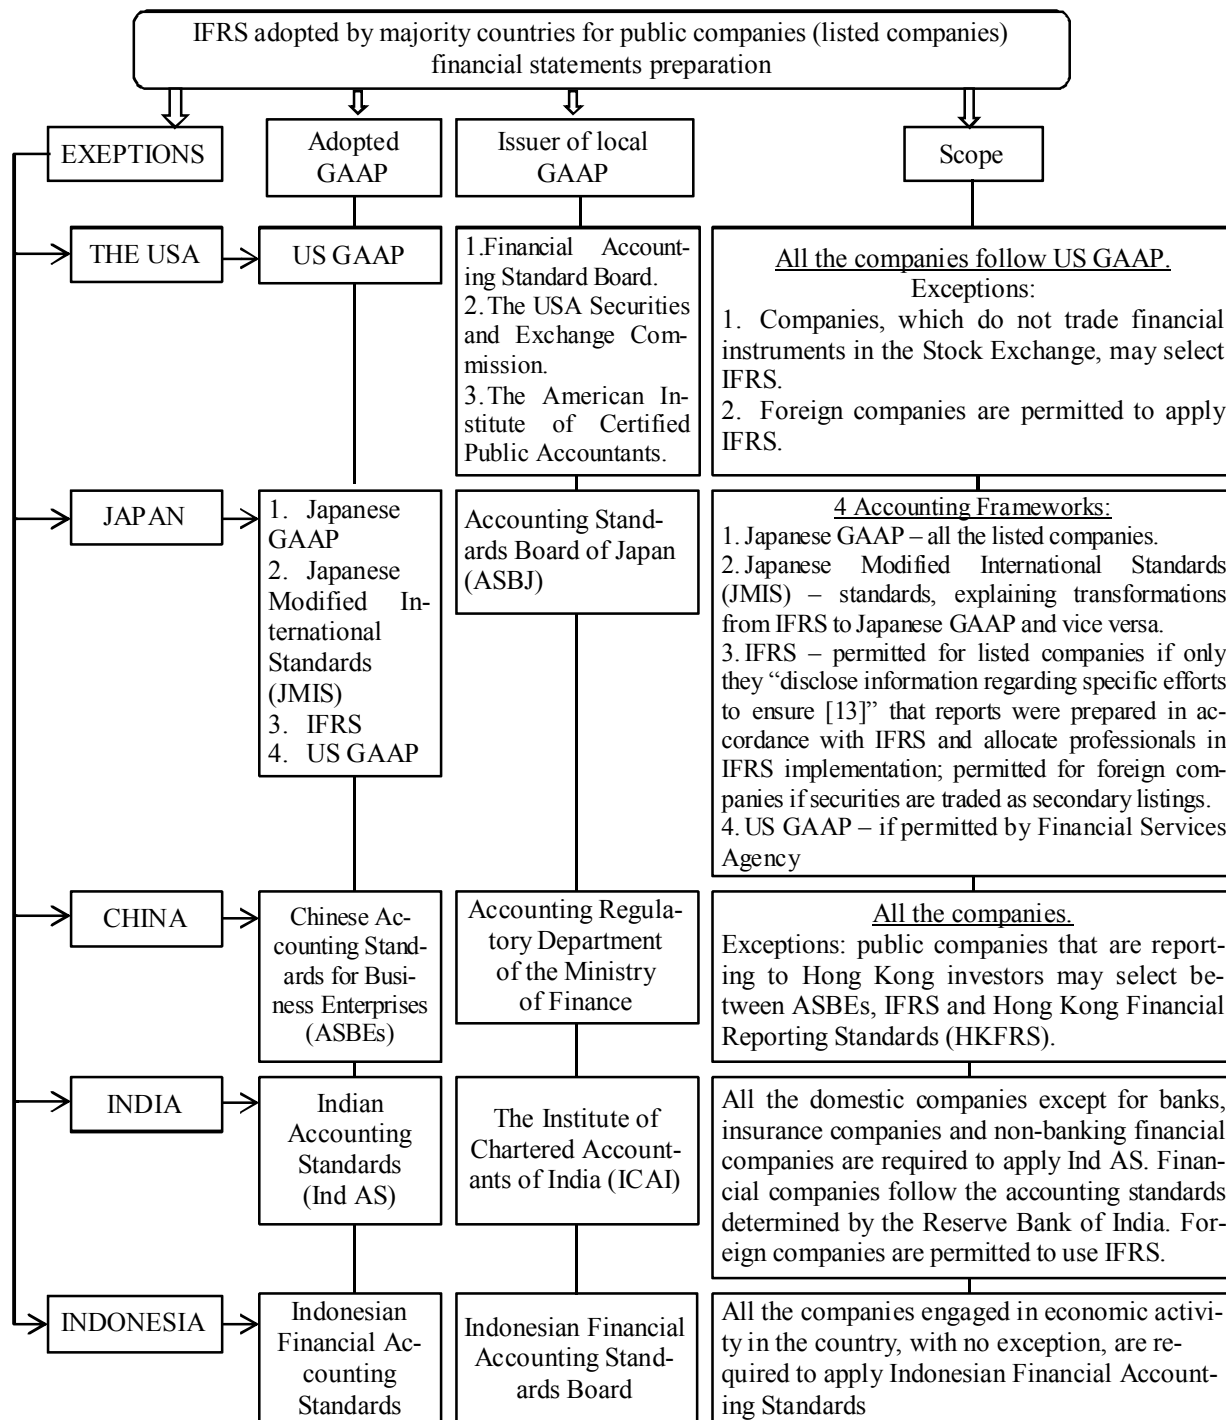 IFRS adopted by majority countries for public companies (listed companies)
financial statements preparation
EXEPTIONS
Adopted
GAAP
Issuer of local
GAAP
Scope
THE USA
US GAAP
1.Financial Account-
ing Standard Board.
2. The USA Securities
and Exchange Com-
mission.
3. The American In-
stitute of Certified
Public Accountants.
All the companies follow US GAAP.
Exceptions:
1. Companies, which do not trade financial
instruments in the Stock Exchange, may select
IFRS.
2. Foreign companies are permitted to apply
IFRS.
JAPAN
1. Japanese
GAAP
2. Japanese
Modified In-
ternational
Standards
(JMIS)
3. IFRS
4. US GAAP
Accounting Stan-
dards Board of Japan
(ASBJ)
4 Accounting Frameworks:
1. Japanese GAAP – all the listed companies.
2. Japanese Modified International Standards
(JMIS) – standards, explaining transformations
from IFRS to Japanese GAAP and vice versa.
3. IFRS – permitted for listed companies if only
they “disclose information regarding specific efforts
to ensure [13]” that reports were prepared in ac-
cordance with IFRS and allocate professionals in
IFRS implementation; permitted for foreign com-
panies if securities are traded as secondary listings.
4. US GAAP – if permitted by Financial Services
Agency
CHINA
Chinese Ac-
counting Stand-
ards for Busi-
ness Enterprises
(ASBEs)
Accounting Regula-
tory Department
of the Ministry
of Finance
All the companies.
Exceptions: public companies that are report-
ing to Hong Kong investors may select be-
tween ASBEs, IFRS and Hong Kong Financial
Reporting Standards (HKFRS).
INDIA
Indian
Accounting
Standards
(Ind AS)
The Institute of
Chartered Account-
ants of India (ICAI)
All the domestic companies except for banks,
insurance companies and non-banking financial
companies are required to apply Ind AS. Finan-
cial companies follow the accounting standards
determined by the Reserve Bank of India. For-
eign companies are permitted to use IFRS.
INDONESIA
Indonesian
Financial Ac-
counting
Standards
Indonesian Financial
Accounting Stand-
ards Board
All the companies engaged in economic activ-
ity in the country, with no exception, are re-
quired to apply Indonesian Financial Account-
ing Standards